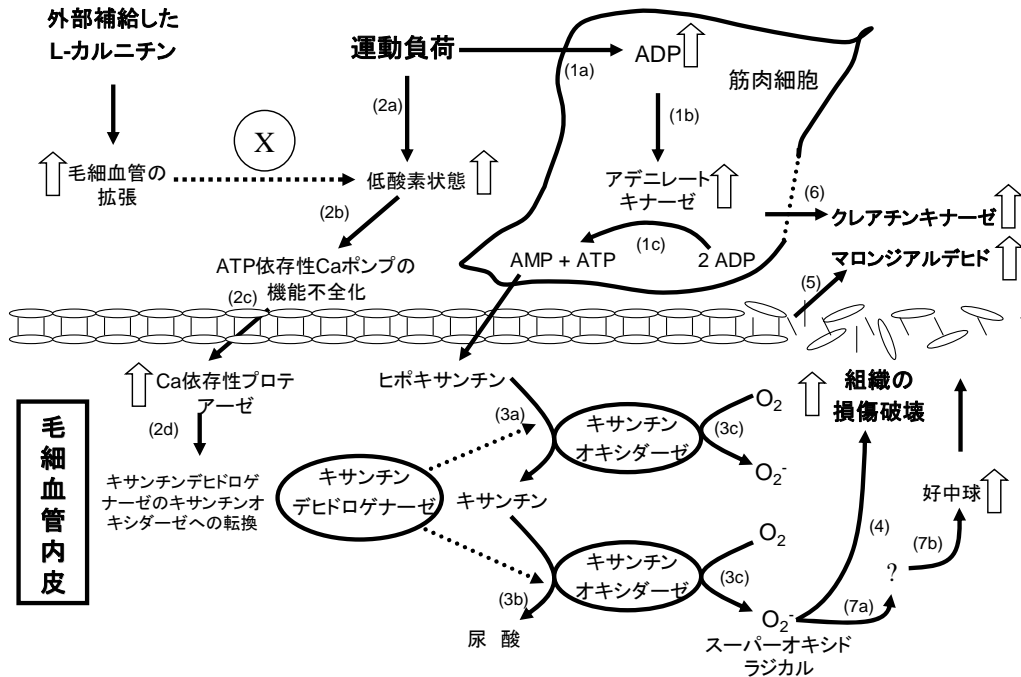 外部補給した
L-カルニチン
運動負荷
(1a)
ADP
筋肉細胞
(2a)
(1b)
X
毛細血管の
拡張
低酸素状態
アデニレート
キナーゼ
(6)
クレアチンキナーゼ
(2b)
(1c)
AMP + ATP
2 ADP
マロンジアルデヒド
(5)
ATP依存性Caポンプの
機能不全化
(2c)
Ca依存性プロテ
アーゼ
ヒポキサンチン
組織の
損傷破壊
(2d)
(3a)
キサンチン
オキシダーゼ
O2
(3c)
O2-
毛細血管内皮
キサンチンデヒドロゲ
ナーゼのキサンチンオ
キシダーゼへの転換
キサンチン
デヒドロゲナーゼ
キサンチン
好中球
(4)
(7b)
O2
キサンチン
オキシダーゼ
(3c)
?
(3b)
(7a)
O2-
尿 酸
スーパーオキシド
ラジカル